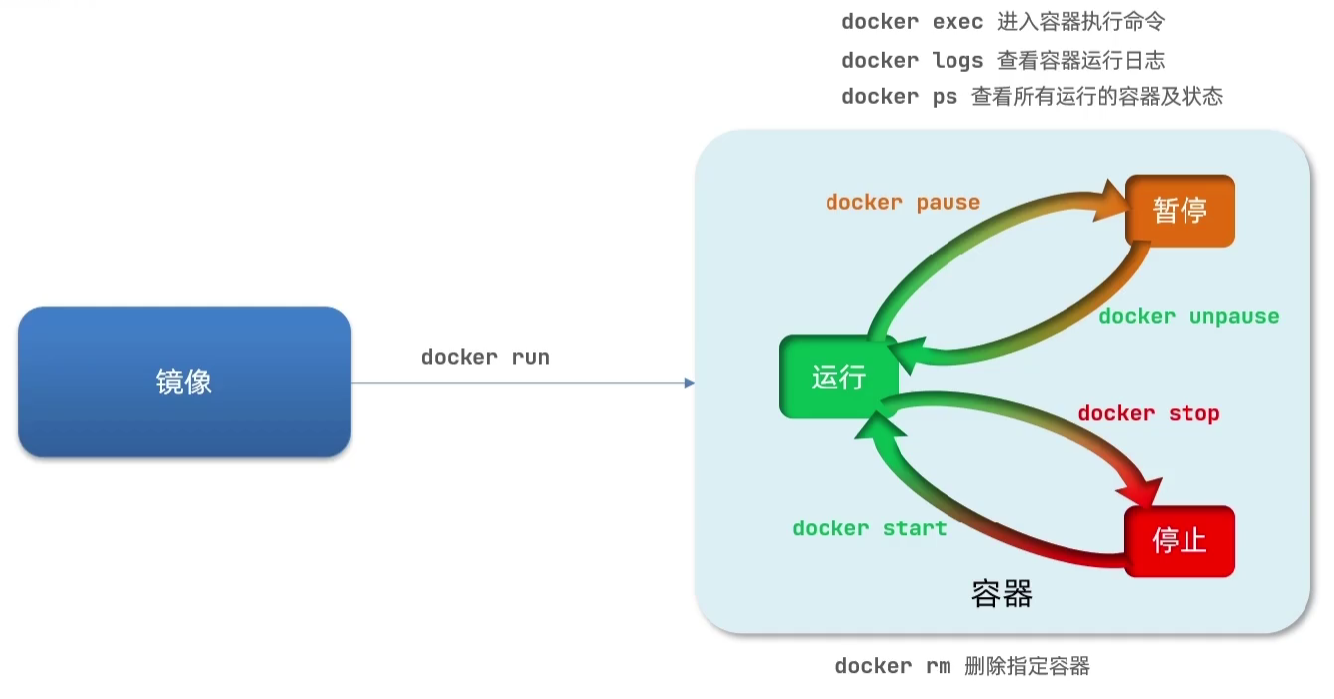 docker exec 进入容器执行命令
docker logs 查看容器运行日志
docker ps 查看所有运行的容器及状态
docker pause
暂停
docker unpause
docker run
镜像
运行
docker stop
docker start
停止
容器
docker rm 删除指定容器